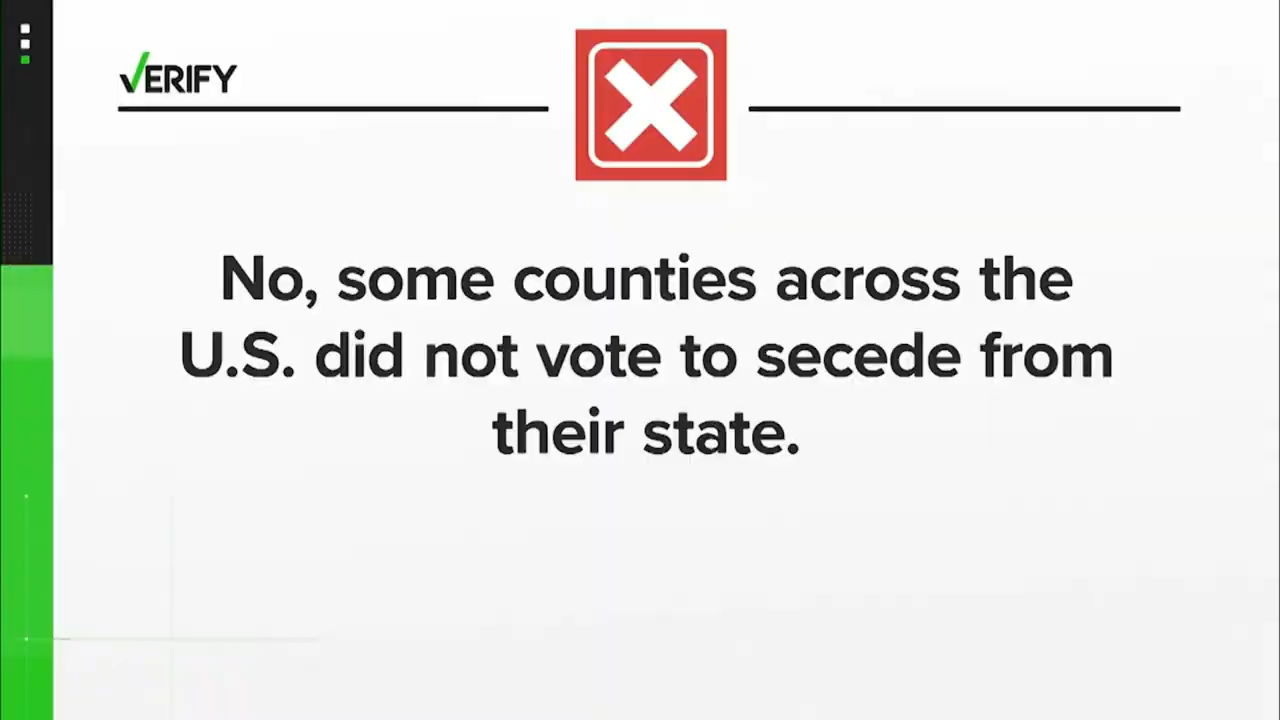 VERIFY
No, some counties across the
U.S. did not vote to secede from
their state.